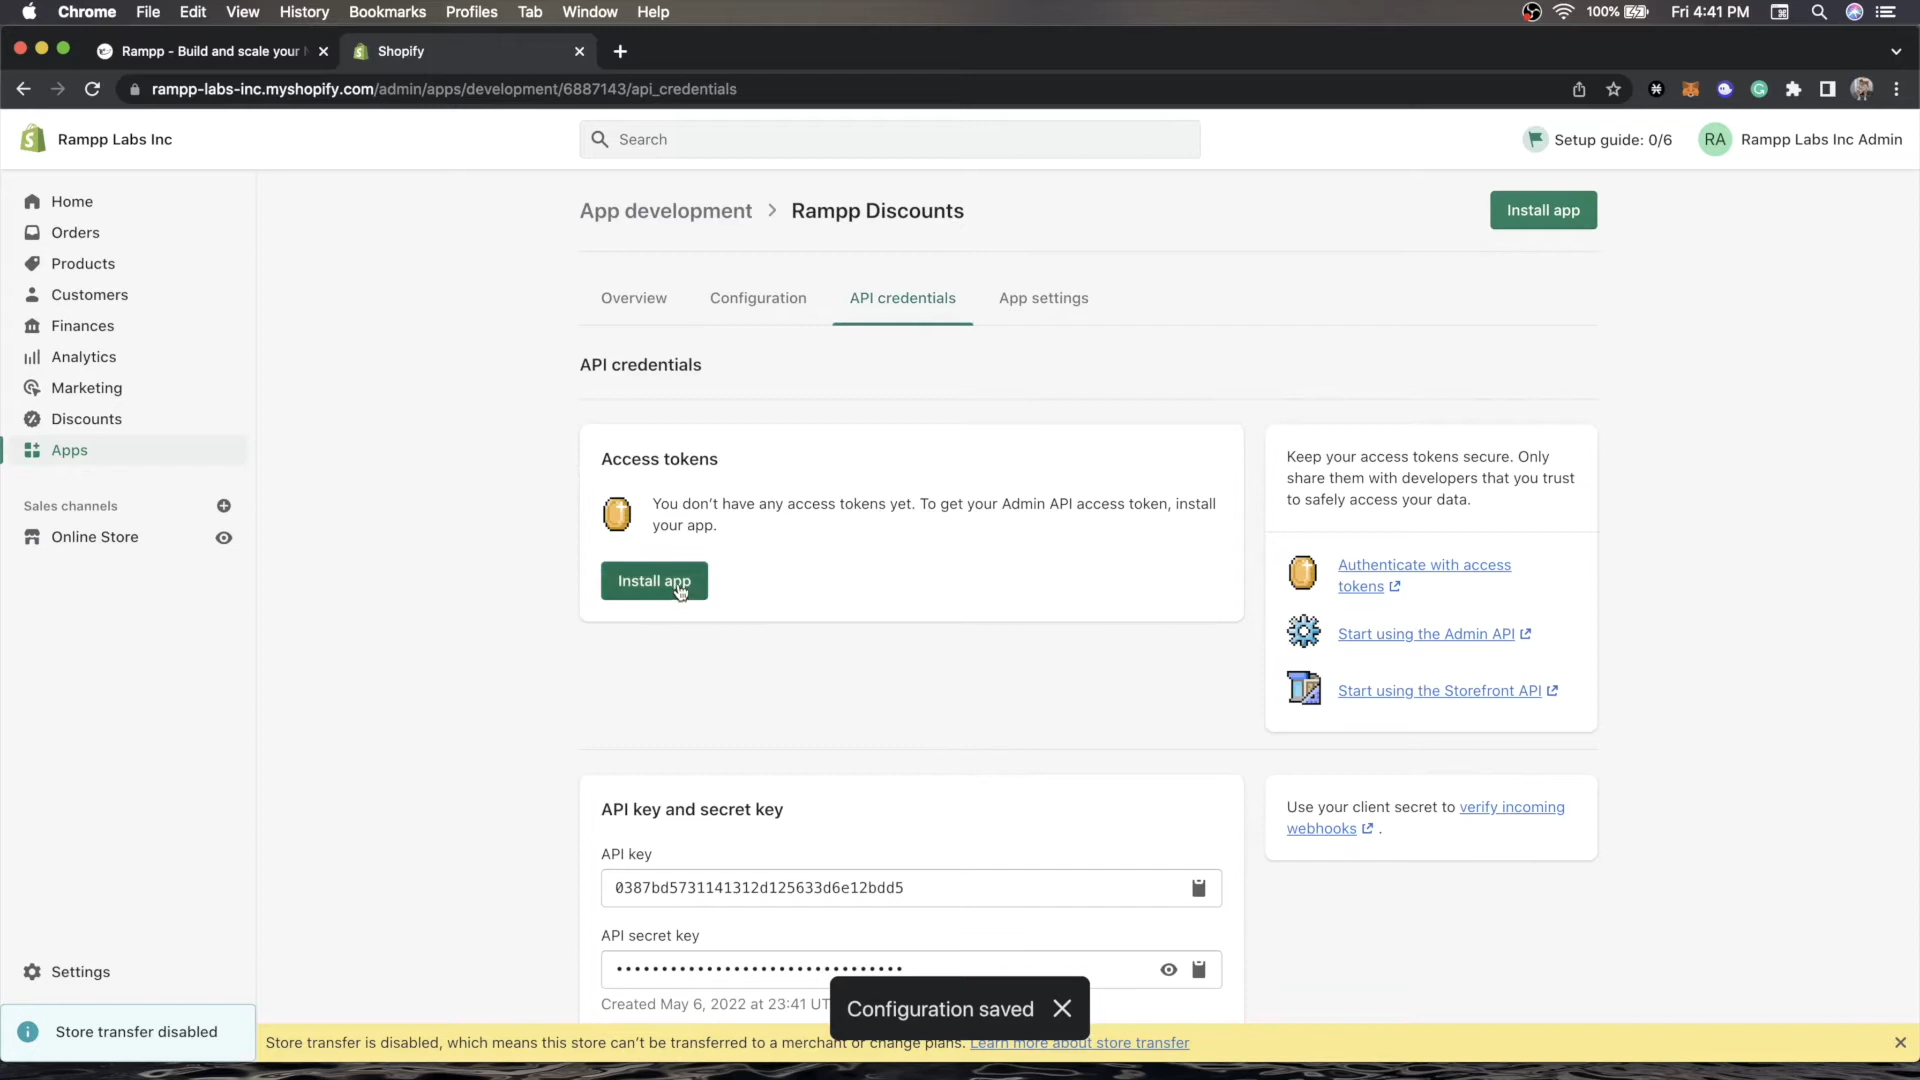 Chrome File Edit View History Bookmarks Profiles Tab Window Help 100% Fri 4:41 PM
Rampp - Build and scale your Shopify
rampp-labs-inc.myshopify.com/admin/apps/development/6887143/api_credentials
Rampp Labs Inc Search Setup guide: 0/6 RA Rampp Labs Inc Admin
Home
Orders
Products
Customers
Finances
Analytics
Marketing
Discounts
Apps
Sales channels
Online Store
Settings
Store transfer disabled
App development Rampp Discounts Install app
Overview Configuration API credentials App settings
API credentials
Access tokens
You don't have any access tokens yet. To get your Admin API access token, install
your app.
Install app
Keep your access tokens secure. Only
share them with developers that you trust
to safely access your data.
Authenticate with access
tokens
Start using the Admin API
Start using the Storefront API
API key and secret key
API key
0387bd5731141312d125633d6e12bdd5
API secret key
••••••••••••••••••••••••••••••••
Created May 6, 2022 at 23:41 UT
Use your client secret to verify incoming
webhooks .
Configuration saved
Store transfer is disabled, which means this store can't be transferred to a merchant or change plans. Learn more about store transfer